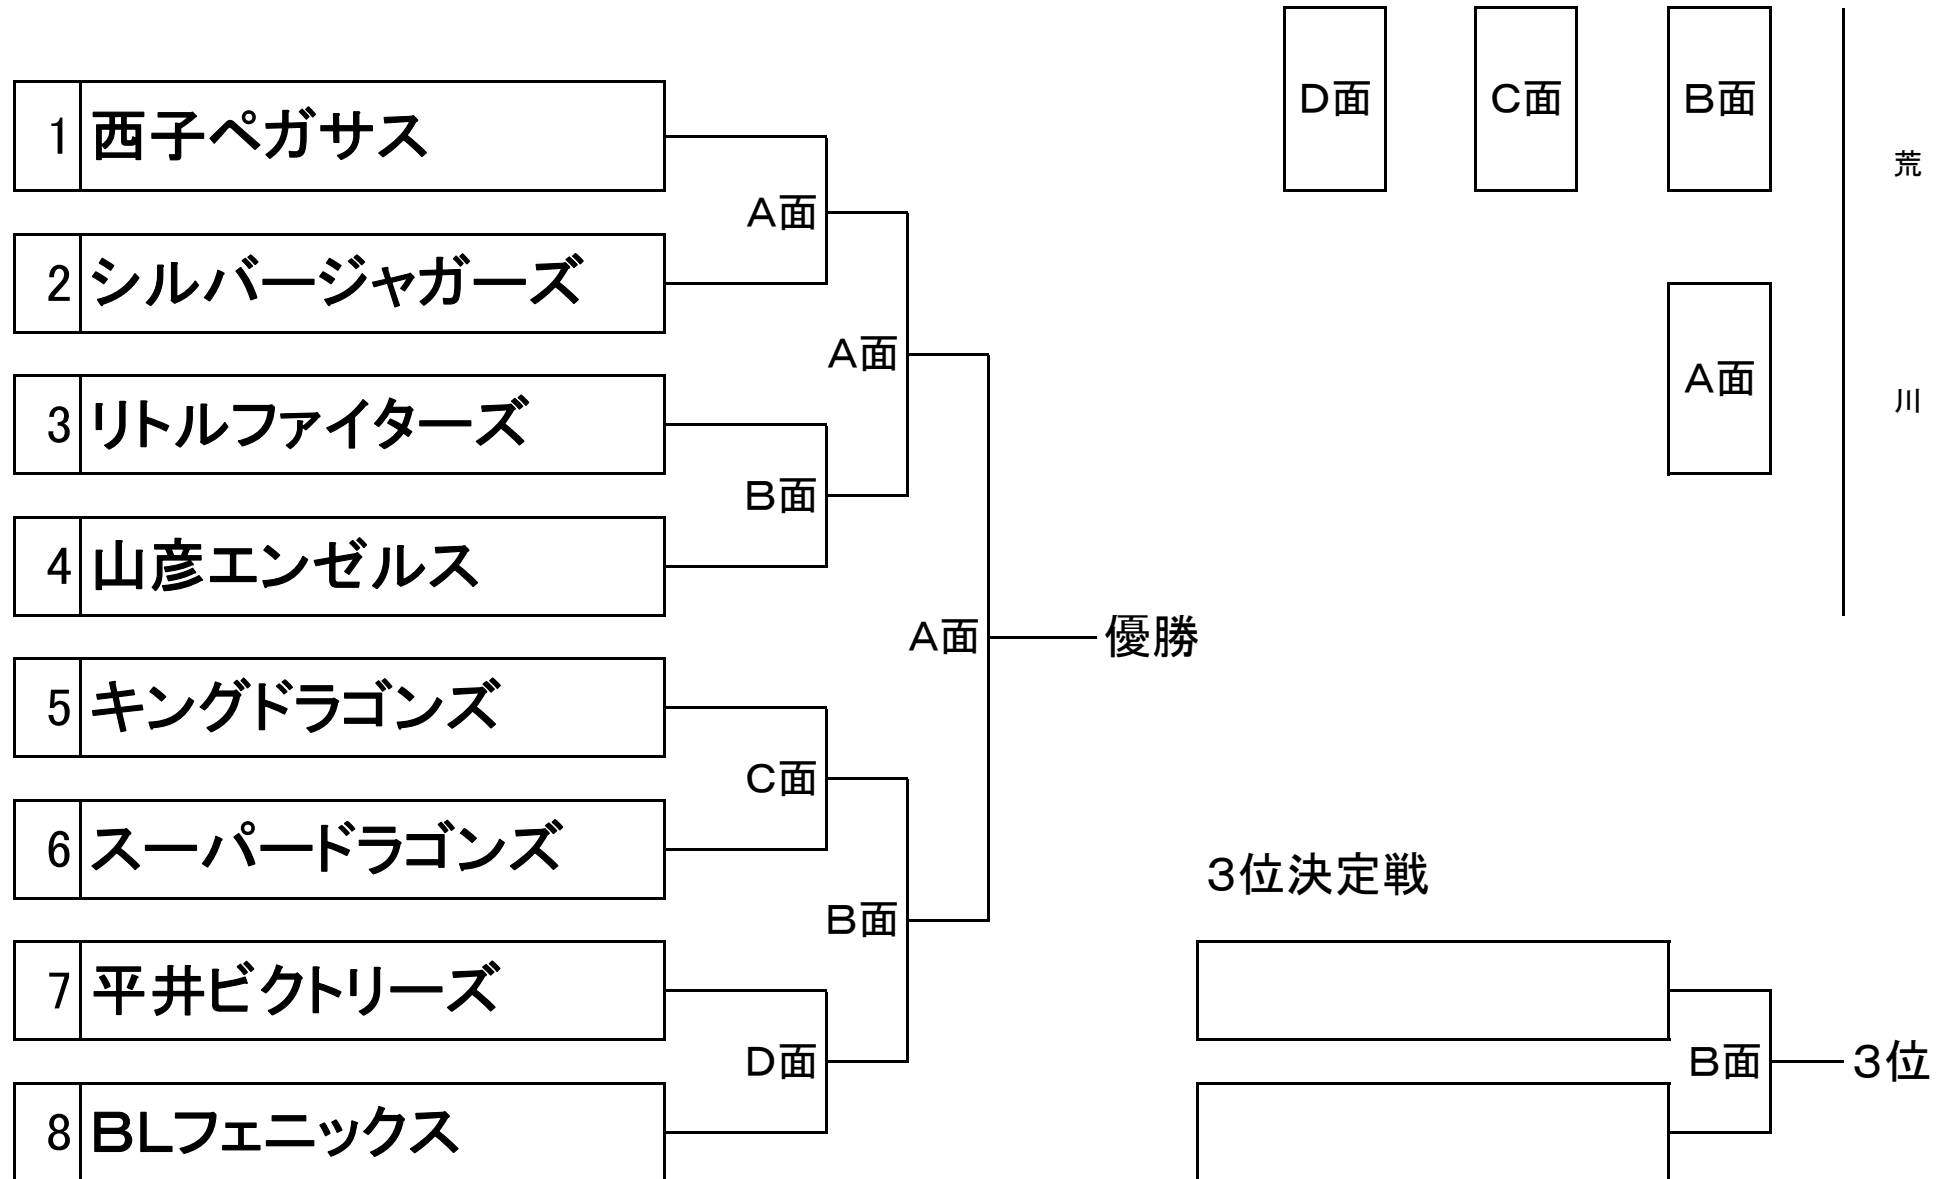 D面 C面 B面
荒
川
A面
1 西子ペガサス
A面
2 シルバージャガーズ
A面
3 リトルファイターズ
B面
4 山彦エンゼルス
A面 優勝
5 キングドラゴンズ
C面
6 スーパードラゴンズ
B面
7 平井ビクトリーズ
D面
8 BLフェニックス
3位決定戦
B面 3位